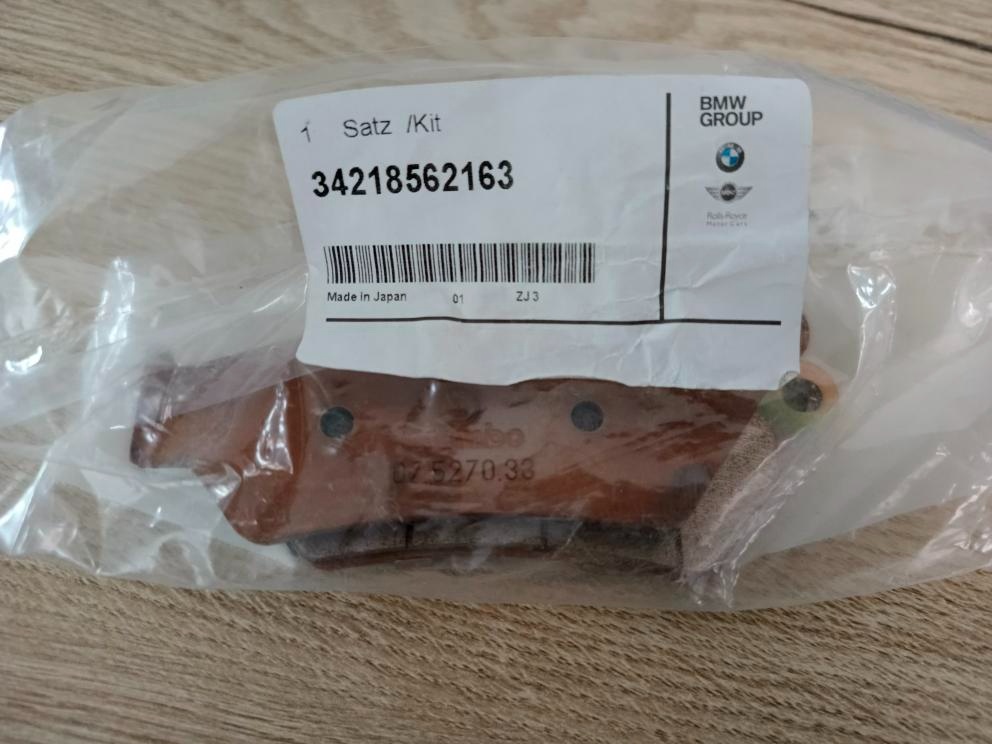 1 Satz /Kit
34218562163
Made in Japan 01 ZJ3
BMW
GROUP
Rolls-Royce
Motor Cars
07.5270.33